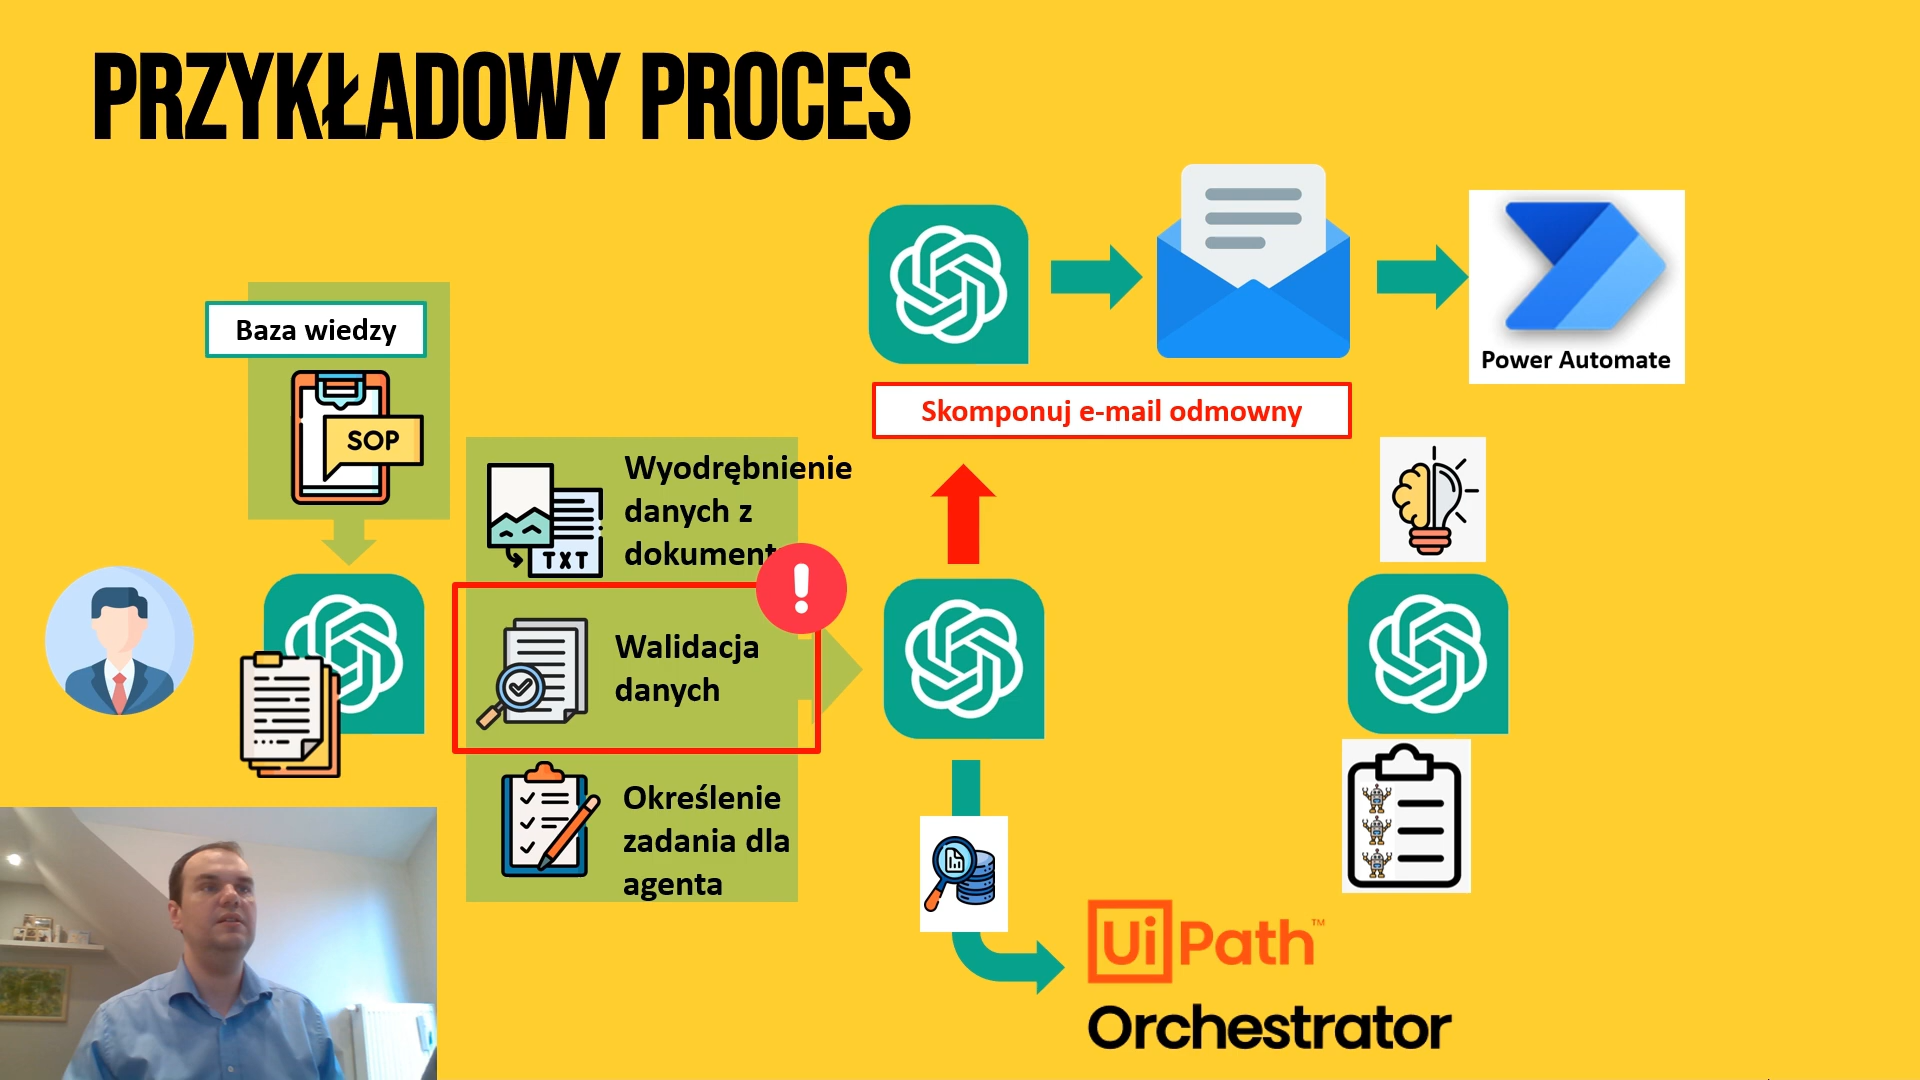 PRZYKŁADOWY PROCES
Baza wiedzy
SOP
Wyodrębnienie
danych z
dokument
TXT
Walidacja
danych
Określenie
zadania dla
agenta
Skomponuj e-mail odmowny
Power Automate
UiPath™
Orchestrator